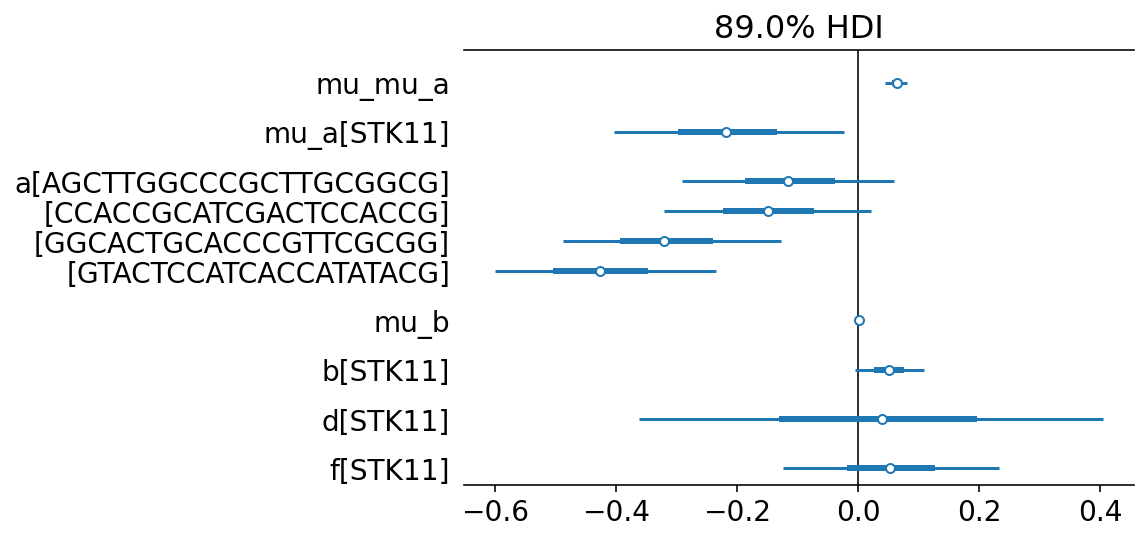 89.0% HDI
mu_mu_a
mu_a[STK11]
a[AGCTTGGCCCGCTTGCGGCG]
[CCACCGCATCGACTCCACCG]
[GGCACTGCACCCGTTCGCGG]
[GTACTCCATCACCATATACG]
mu_b
b[STK11]
d[STK11]
f[STK11]
−0.6 −0.4 −0.2 0.0 0.2 0.4